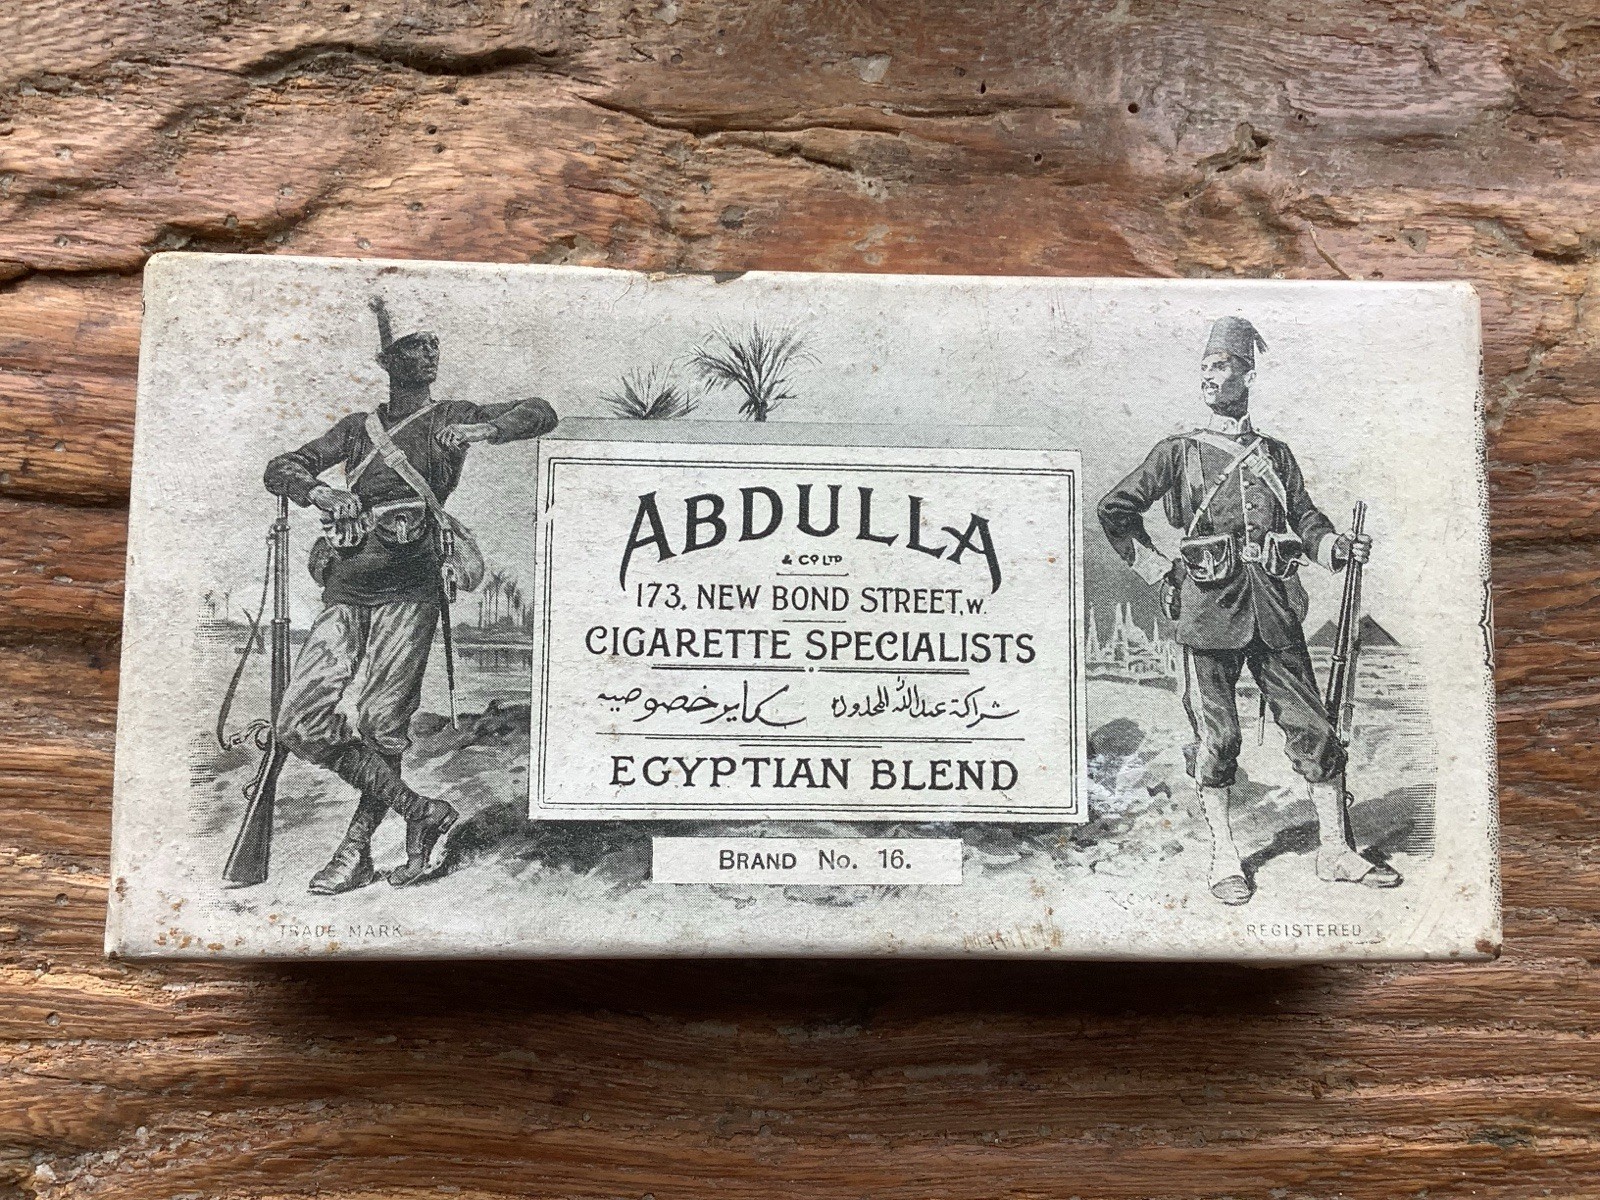 ABDULLA
& Co LTD
173, NEW BOND STREET, W.
CIGARETTE SPECIALISTS
شراكة عبدالله المحدودة سكاير خصوصيه
EGYPTIAN BLEND
BRAND No. 16.
TRADE MARK
REGISTERED